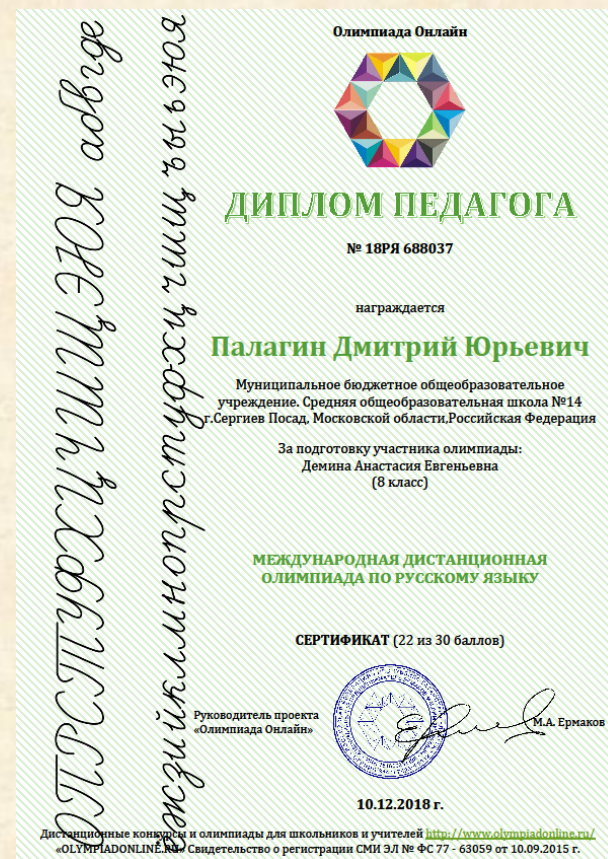 Олимпиада Онлайн
ДИПЛОМ ПЕДАГОГА
№ 18РЯ 688037
награждается
Палагин Дмитрий Юрьевич
Муниципальное бюджетное общеобразовательное
учреждение. Средняя общеобразовательная школа №14
г.Сергиев Посад, Московской области,Российская Федерация
За подготовку участника олимпиады:
Демина Анастасия Евгеньевна
(8 класс)
МЕЖДУНАРОДНАЯ ДИСТАНЦИОННАЯ
ОЛИМПИАДА ПО РУССКОМУ ЯЗЫКУ
СЕРТИФИКАТ (22 из 30 баллов)
Руководитель проекта
«Олимпиада Онлайн»
М.А. Ермаков
10.12.2018 г.
Дистанционные конкурсы и олимпиады для школьников и учителей http://www.olympiadonline.ru/
«OLYMPIADONLINE.RU» Свидетельство о регистрации СМИ ЭЛ № ФС 77 - 63059 от 10.09.2015 г.
ОПРСТУФХЦЧШЩЭЮЯ абвгде
ёжзийклмнопрстуфхцчшщъыьэюя